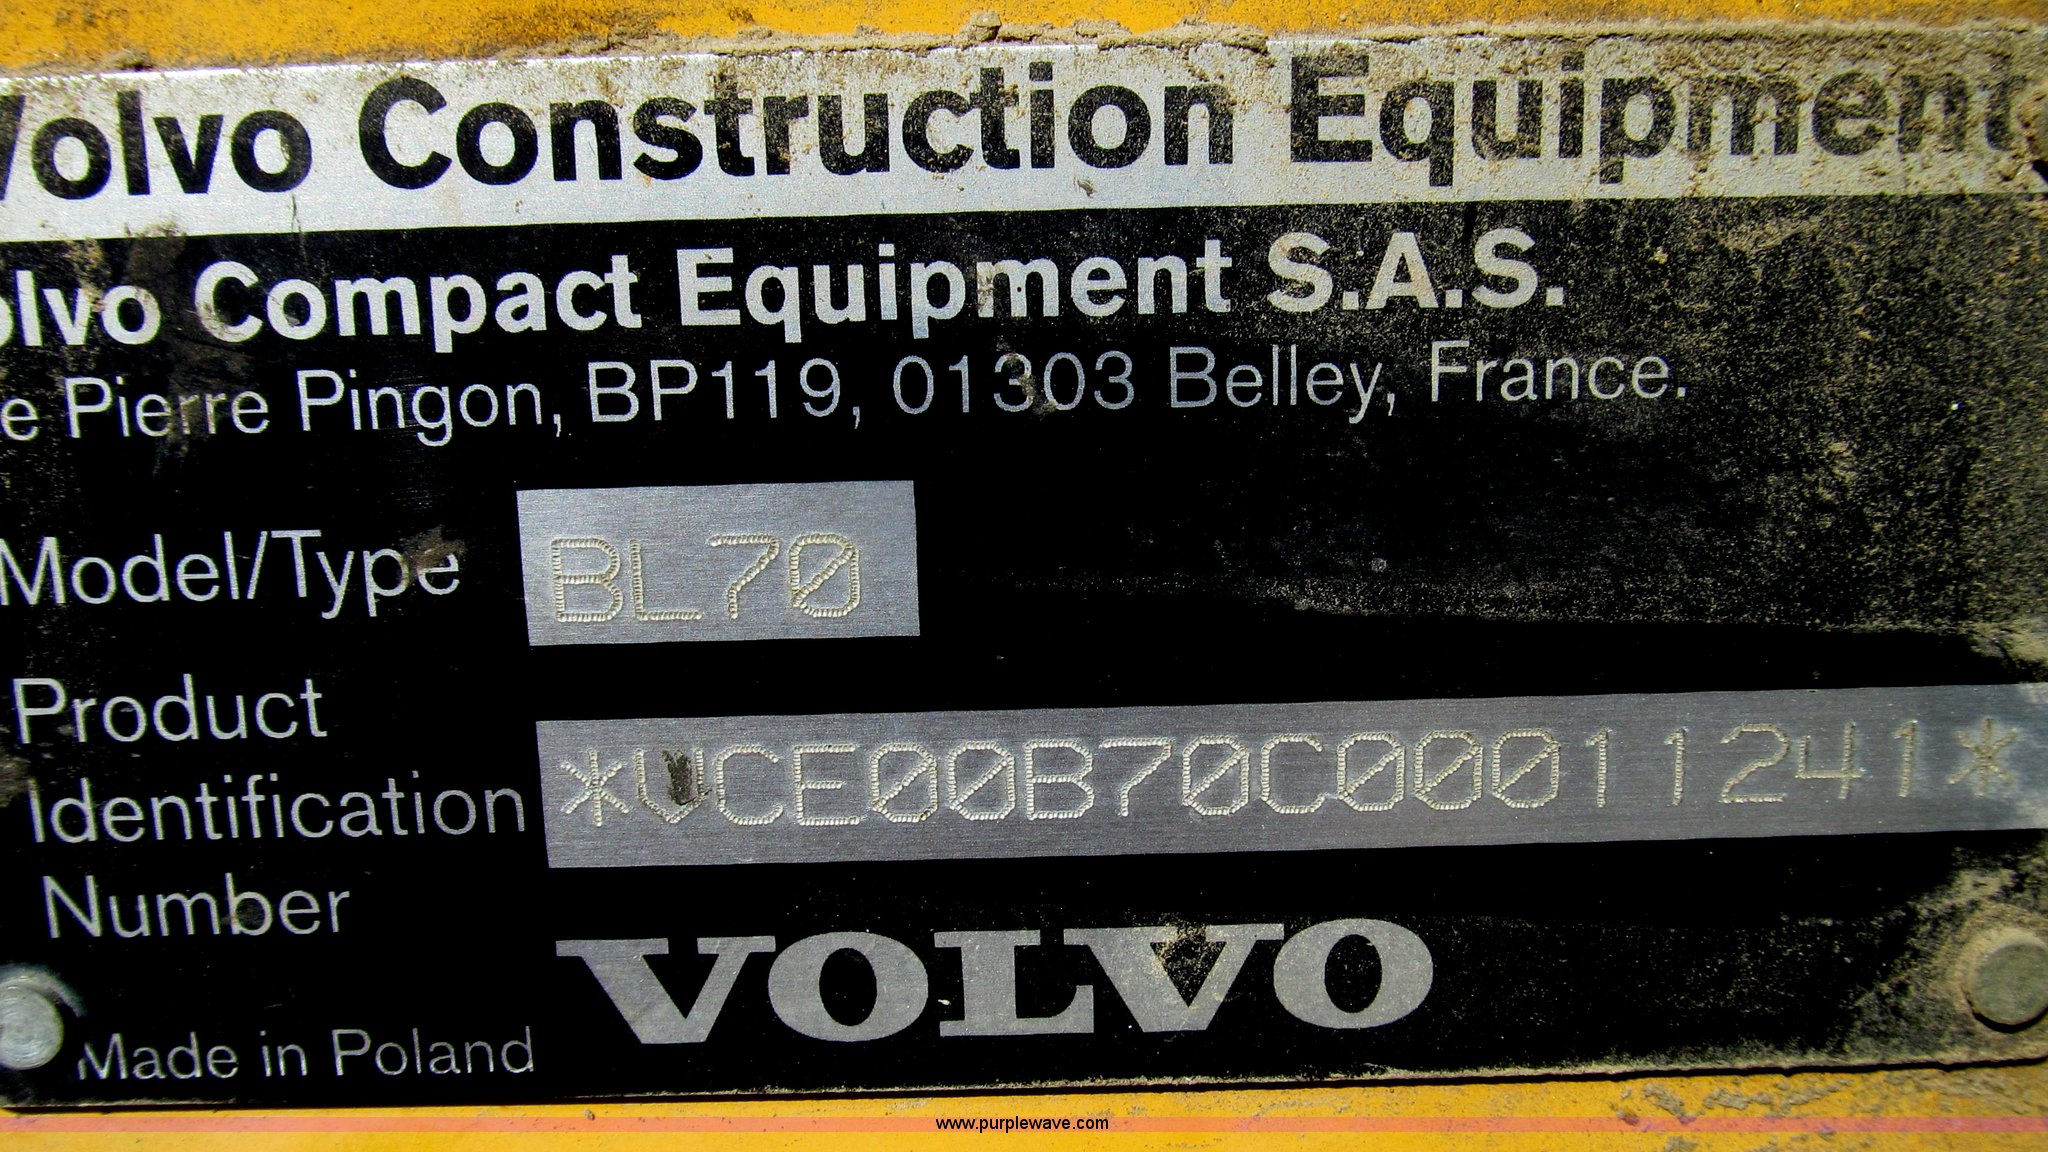 Volvo Construction Equipment
olvo Compact Equipment S.A.S.
e Pierre Pingon, BP119, 01303 Belley, France.
Model/Type BL70
Product
Identification
Number
*VCE00B70C00011241*
VOLVO
Made in Poland
www.purplewave.com